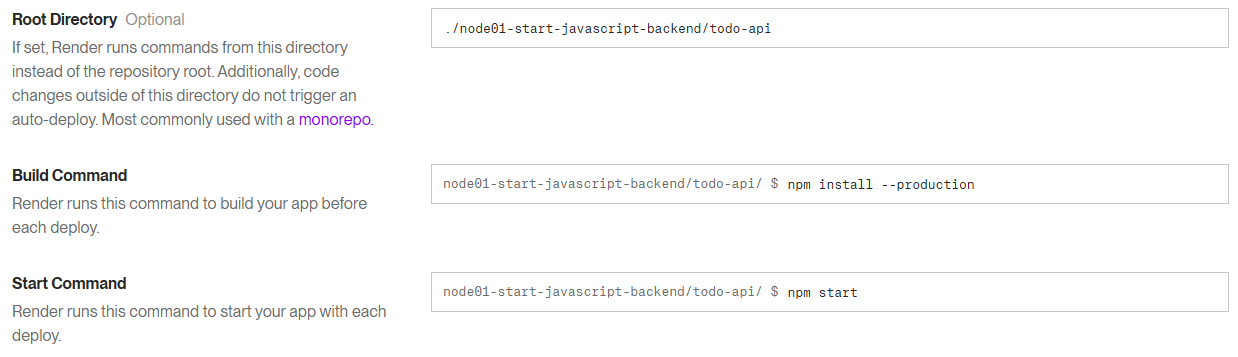 Root Directory Optional
./node01-start-javascript-backend/todo-api
If set, Render runs commands from this directory
instead of the repository root. Additionally, code
changes outside of this directory do not trigger an
auto-deploy. Most commonly used with a monorepo.
Build Command
node01-start-javascript-backend/todo-api/ $ npm install --production
Render runs this command to build your app before
each deploy.
Start Command
node01-start-javascript-backend/todo-api/ $ npm start
Render runs this command to start your app with each
deploy.